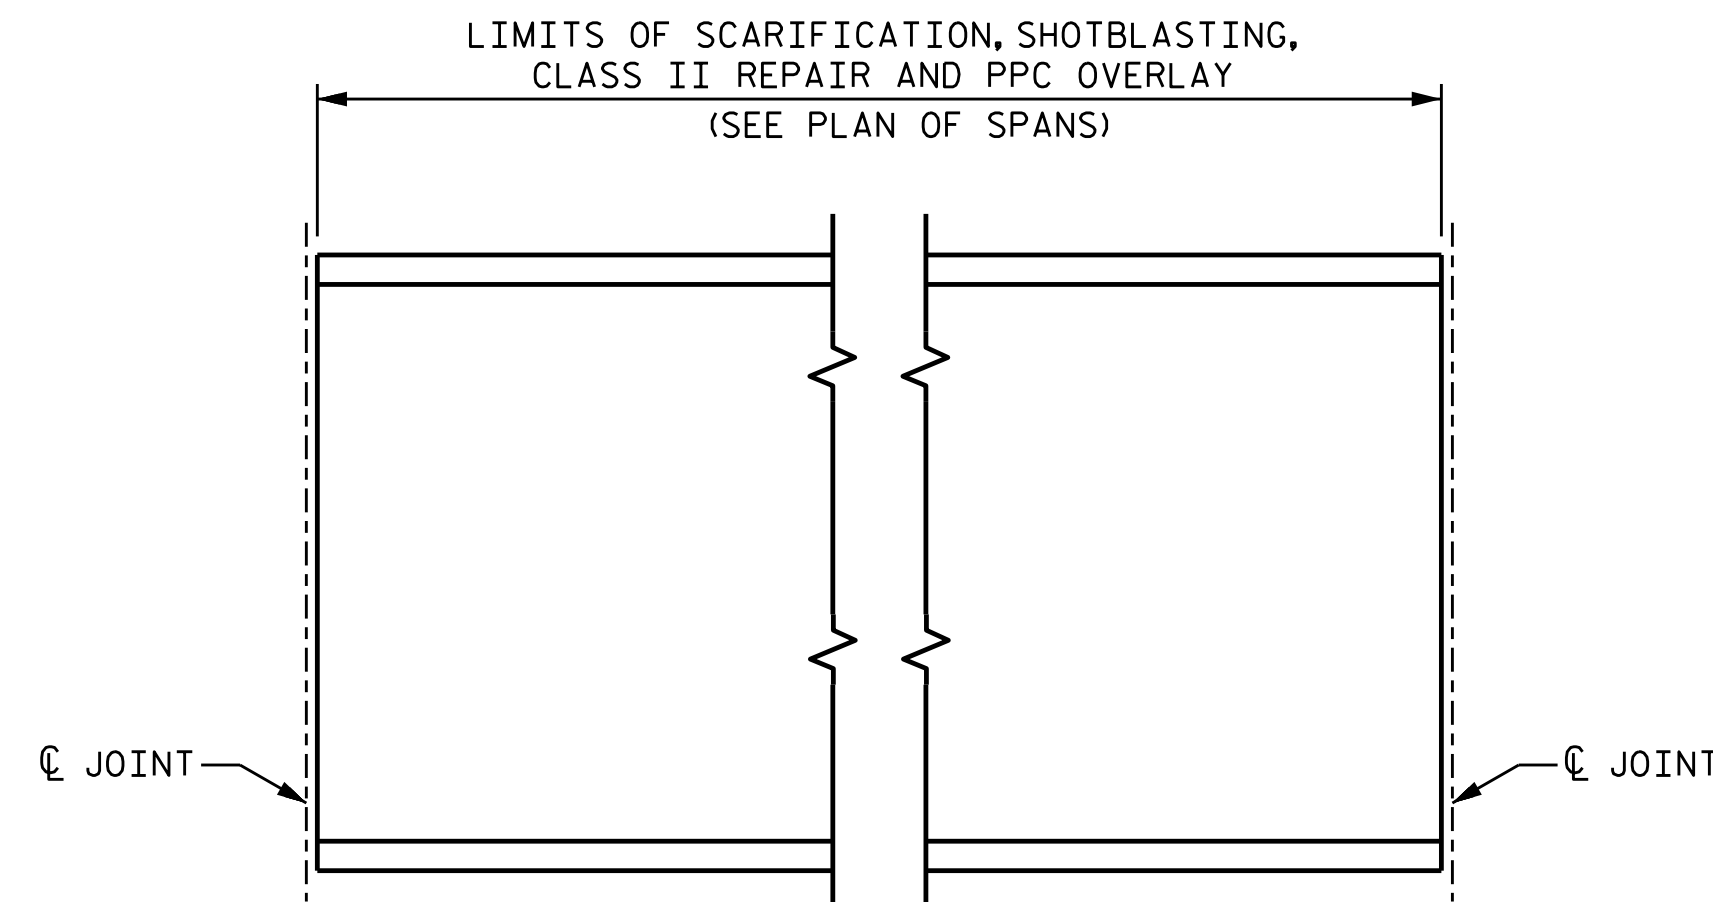 LIMITS OF SCARIFICATION, SHOTBLASTING,
CLASS II REPAIR AND PPC OVERLAY
(SEE PLAN OF SPANS)
℄ JOINT
℄ JOINT